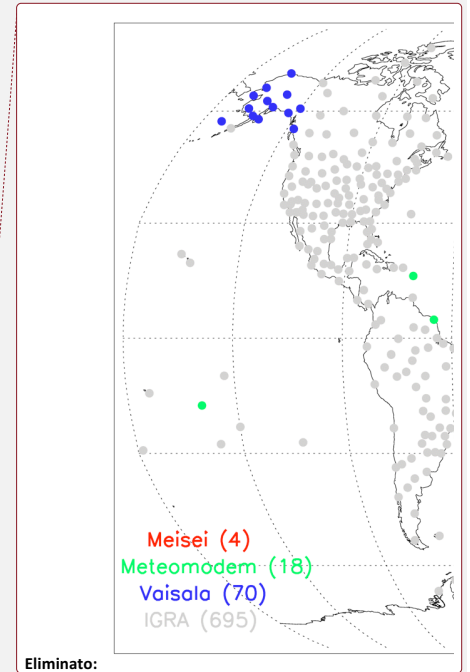 Meisei (4)
Meteomodem (18)
Vaisala (70)
IGRA (695)
Eliminato: